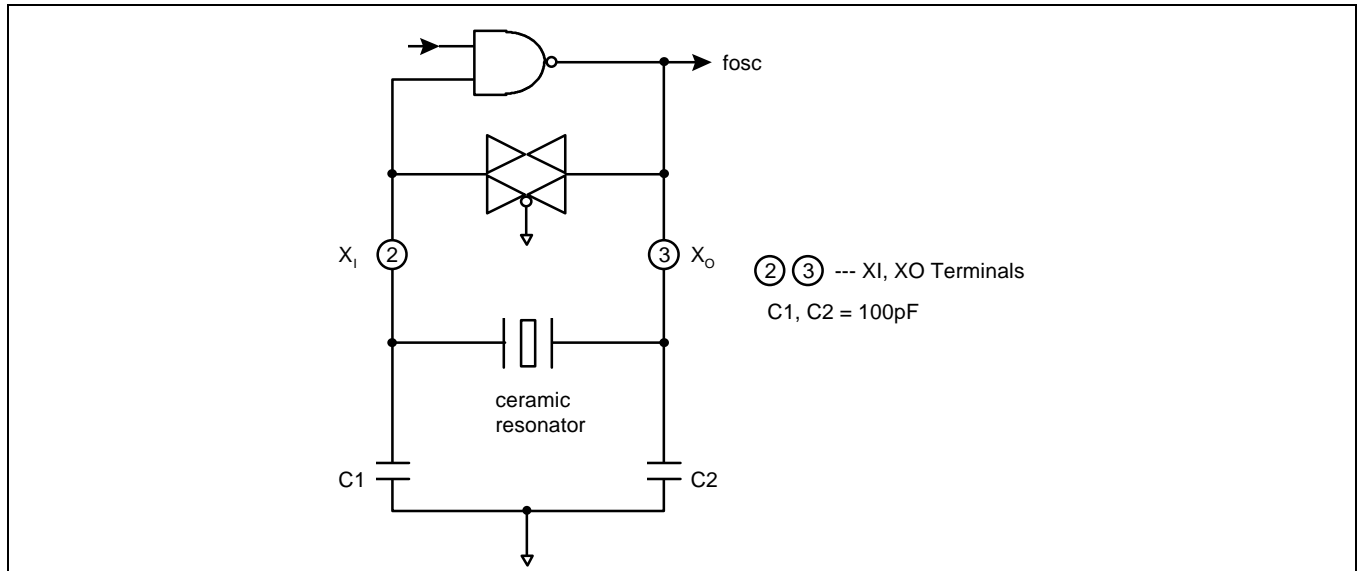 fosc
X_I 2
3 X_O
2 3 --- XI, XO Terminals
C1, C2 = 100pF
ceramic
resonator
C1
C2